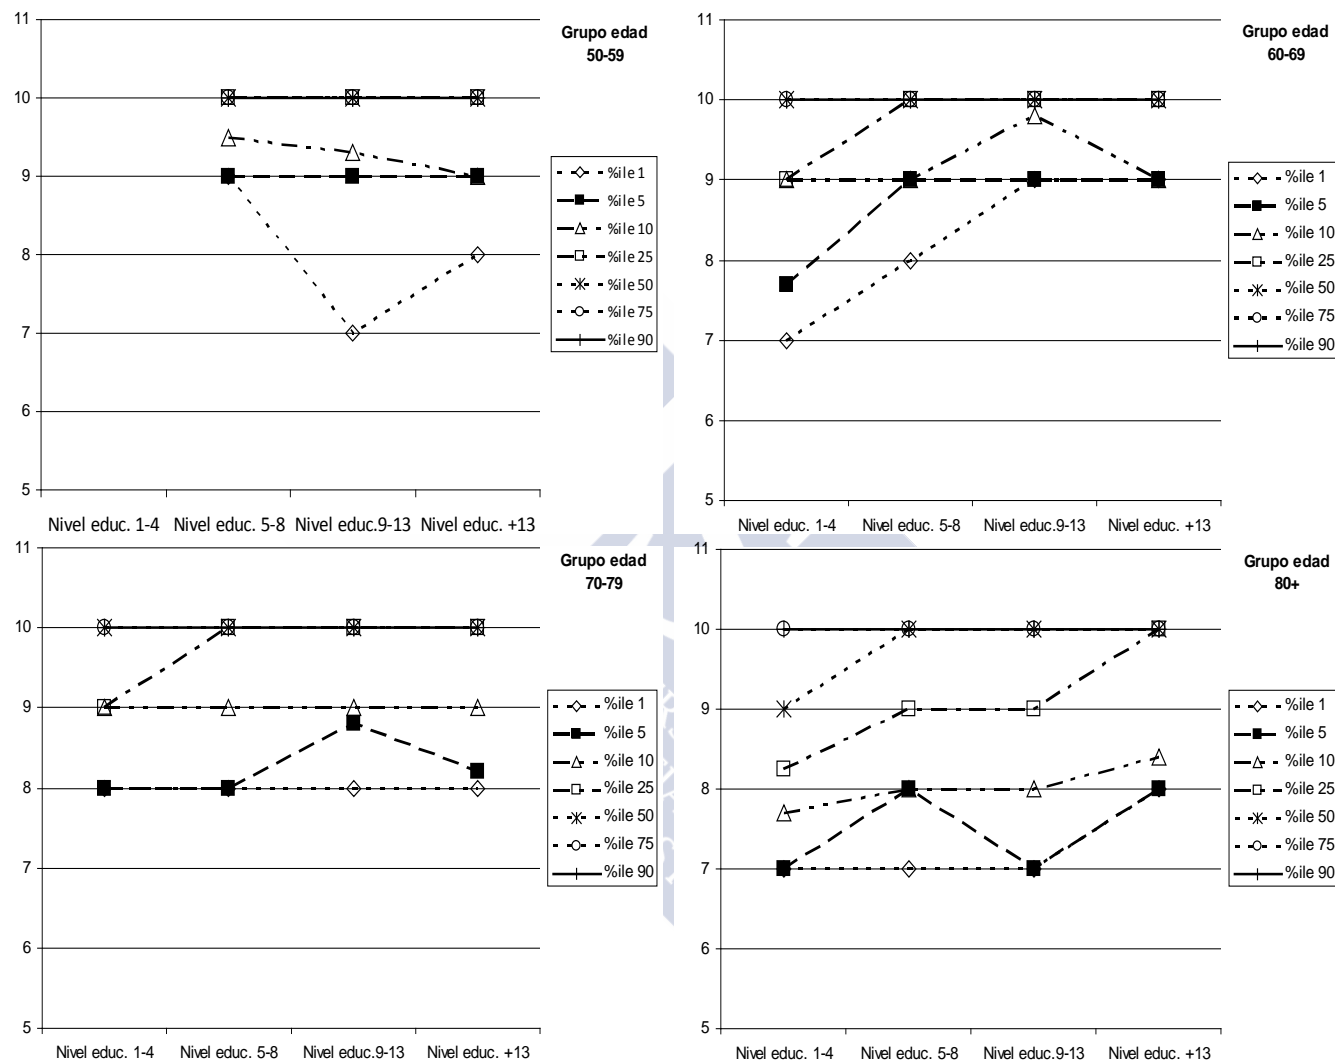 11
10
9
8
7
6
5
Grupo edad
50-59
%ile 1
%ile 5
%ile 10
%ile 25
%ile 50
%ile 75
%ile 90
Nivel educ. 1-4 Nivel educ. 5-8 Nivel educ.9-13 Nivel educ. +13
11
10
9
8
7
6
5
Grupo edad
60-69
%ile 1
%ile 5
%ile 10
%ile 25
%ile 50
%ile 75
%ile 90
Nivel educ. 1-4 Nivel educ. 5-8 Nivel educ.9-13 Nivel educ. +13
11
10
9
8
7
6
5
Grupo edad
70-79
%ile 1
%ile 5
%ile 10
%ile 25
%ile 50
%ile 75
%ile 90
Nivel educ. 1-4 Nivel educ. 5-8 Nivel educ.9-13 Nivel educ. +13
11
10
9
8
7
6
5
Grupo edad
80+
%ile 1
%ile 5
%ile 10
%ile 25
%ile 50
%ile 75
%ile 90
Nivel educ. 1-4 Nivel educ. 5-8 Nivel educ.9-13 Nivel educ. +13